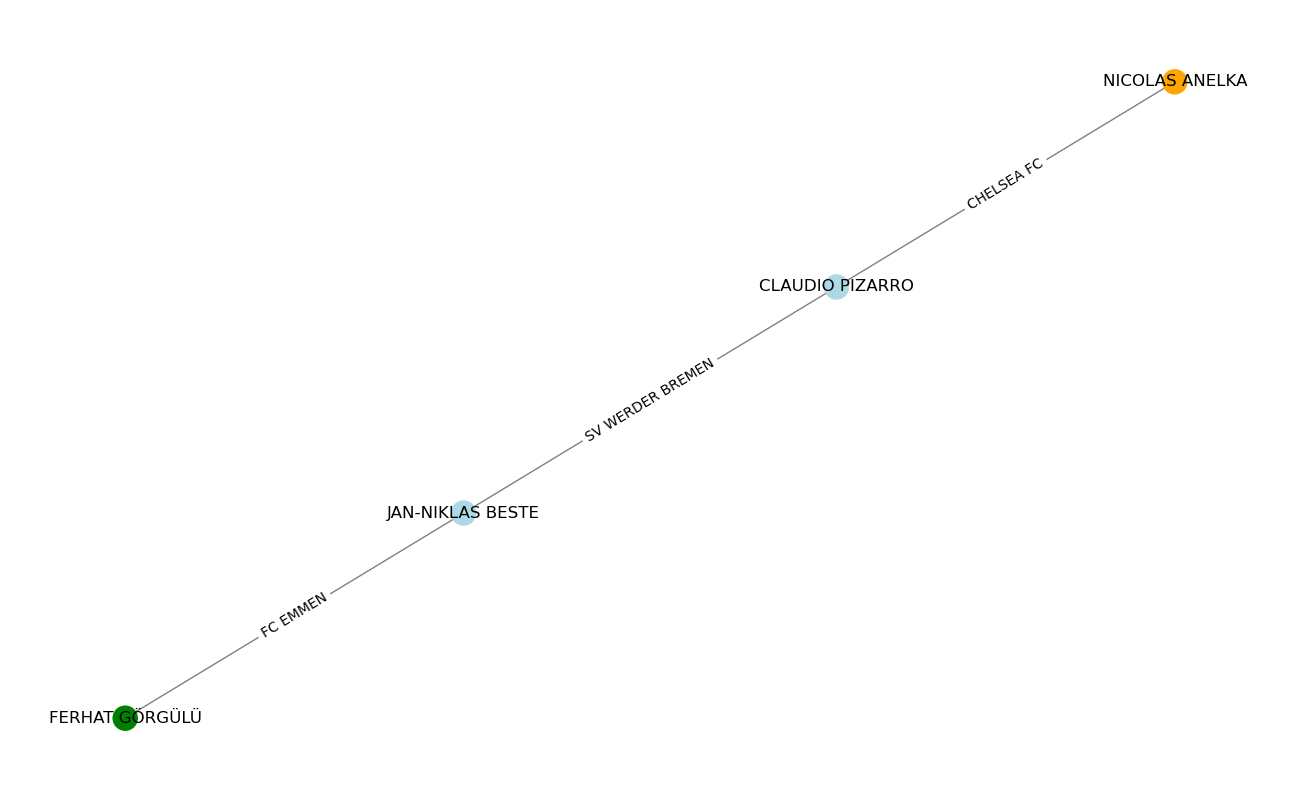 NICOLAS ANELKA
CHELSEA FC
CLAUDIO PIZARRO
SV WERDER BREMEN
JAN-NIKLAS BESTE
FC EMMEN
FERHAT GÖRGÜLÜ